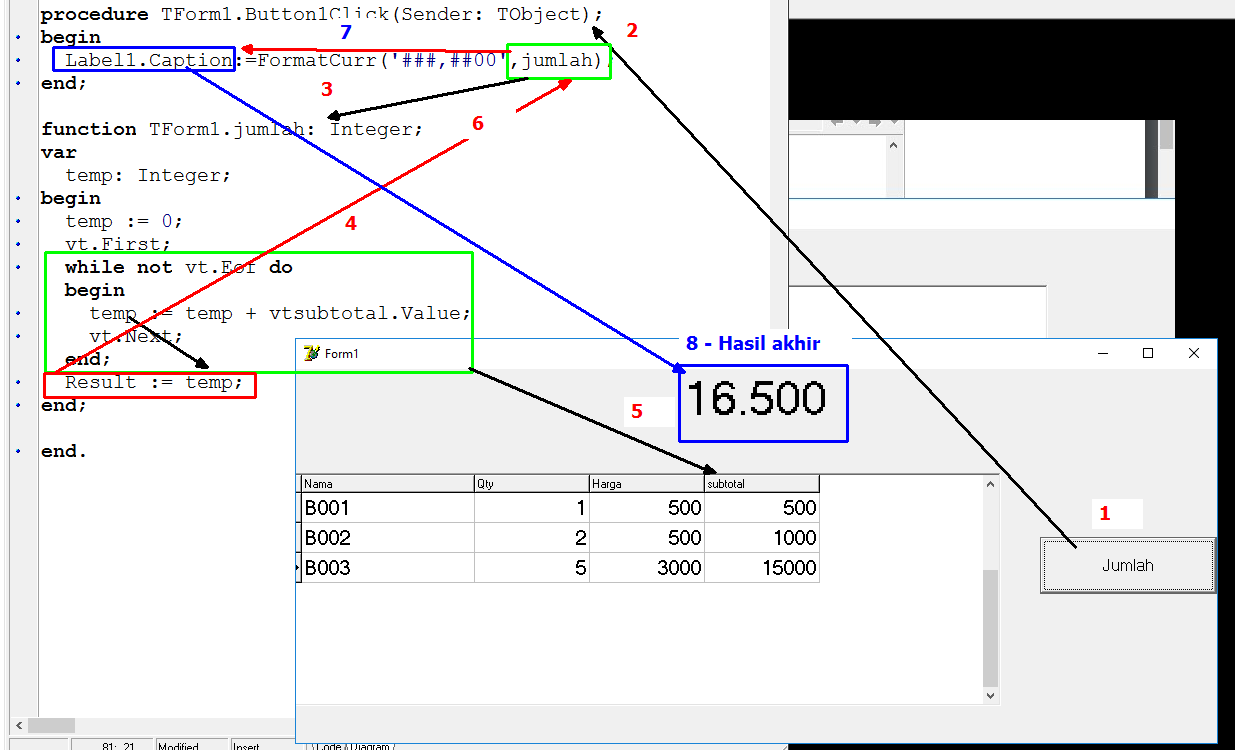 procedure TForm1.Button1Click(Sender: TObject);
2
7
begin
Label1.Caption:=FormatCurr('###,##00',jumlah)
end;
3
function TForm1.jumlah: Integer;
6
var
temp: Integer;
begin
temp := 0;
4
vt.First;
while not vt.Eof do
begin
temp := temp + vtsubtotal.Value;
vt.Next;
end;
Result := temp;
end;
end.
8 - Hasil akhir
Form1
16.500
5
Nama Qty Harga subtotal
B001 1 500 500
B002 2 500 1000
B003 5 3000 15000
1
Jumlah
81: 21 Modified Insert \Code/Diagram/